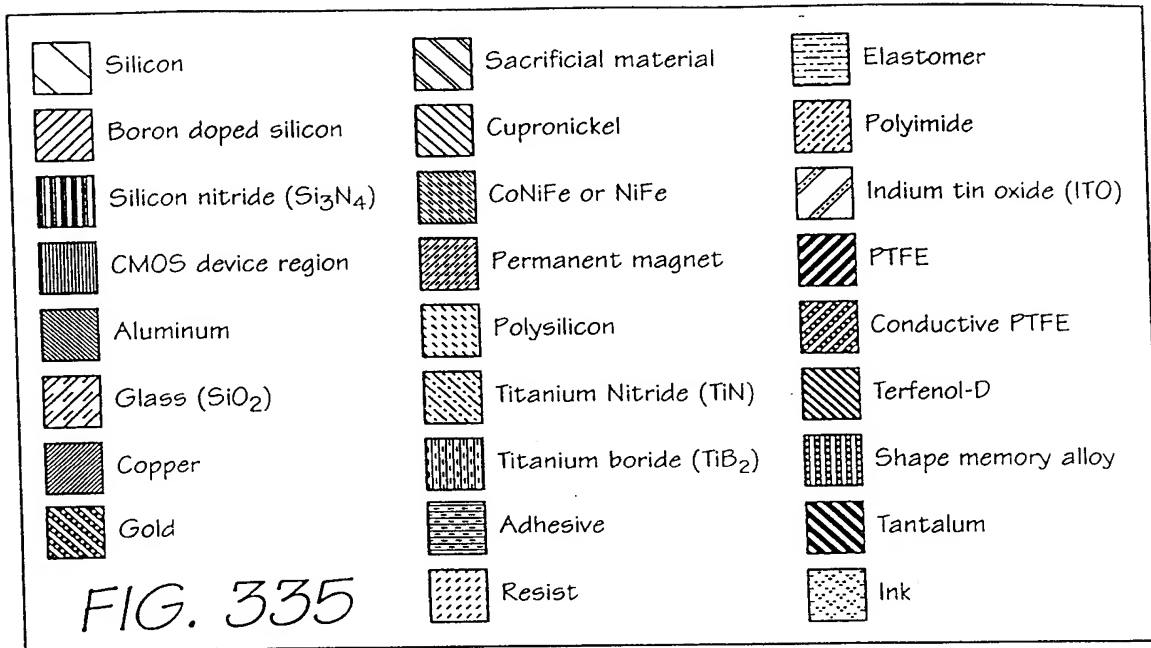 Silicon
Boron doped silicon
Silicon nitride (Si₃N₄)
CMOS device region
Aluminum
Glass (SiO₂)
Copper
Gold
FIG. 335
Sacrificial material
Cupronickel
CoNiFe or NiFe
Permanent magnet
Polysilicon
Titanium Nitride (TiN)
Titanium boride (TiB₂)
Adhesive
Resist
Elastomer
Polyimide
Indium tin oxide (ITO)
PTFE
Conductive PTFE
Terfenol-D
Shape memory alloy
Tantalum
Ink